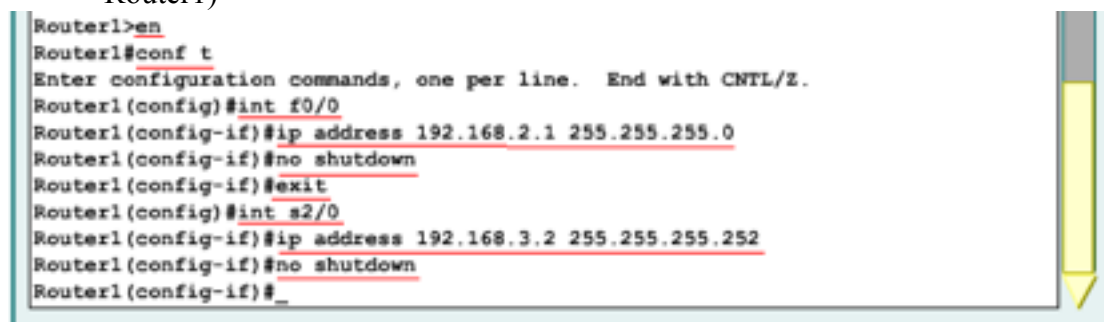 Router1)
Router1>en
Router1#conf t
Enter configuration commands, one per line.  End with CNTL/Z.
Router1(config)#int f0/0
Router1(config-if)#ip address 192.168.2.1 255.255.255.0
Router1(config-if)#no shutdown
Router1(config-if)#exit
Router1(config)#int s2/0
Router1(config-if)#ip address 192.168.3.2 255.255.255.252
Router1(config-if)#no shutdown
Router1(config-if)#_